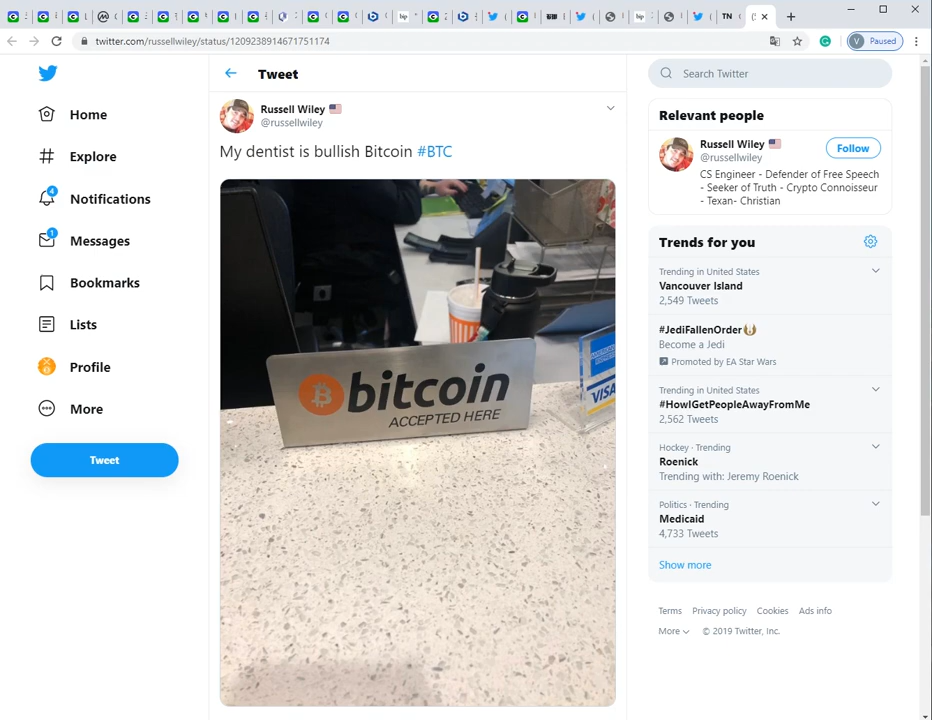 TN
twitter.com/russellwiley/status/1209238914671751174
V
Paused
Home
Explore
4
Notifications
1
Messages
Bookmarks
Lists
Profile
More
Tweet
Tweet
Russell Wiley
@russellwiley
My dentist is bullish Bitcoin #BTC
bitcoin
ACCEPTED HERE
AMERICAN
EXPRESS
VISA
Search Twitter
Relevant people
Russell Wiley
@russellwiley
Follow
CS Engineer - Defender of Free Speech
- Seeker of Truth - Crypto Connoisseur
- Texan- Christian
Trends for you
Trending in United States
Vancouver Island
2,549 Tweets
#JediFallenOrder
Become a Jedi
Promoted by EA Star Wars
Trending in United States
#HowIGetPeopleAwayFromMe
2,562 Tweets
Hockey · Trending
Roenick
Trending with: Jeremy Roenick
Politics · Trending
Medicaid
4,733 Tweets
Show more
Terms Privacy policy Cookies Ads info
More © 2019 Twitter, Inc.